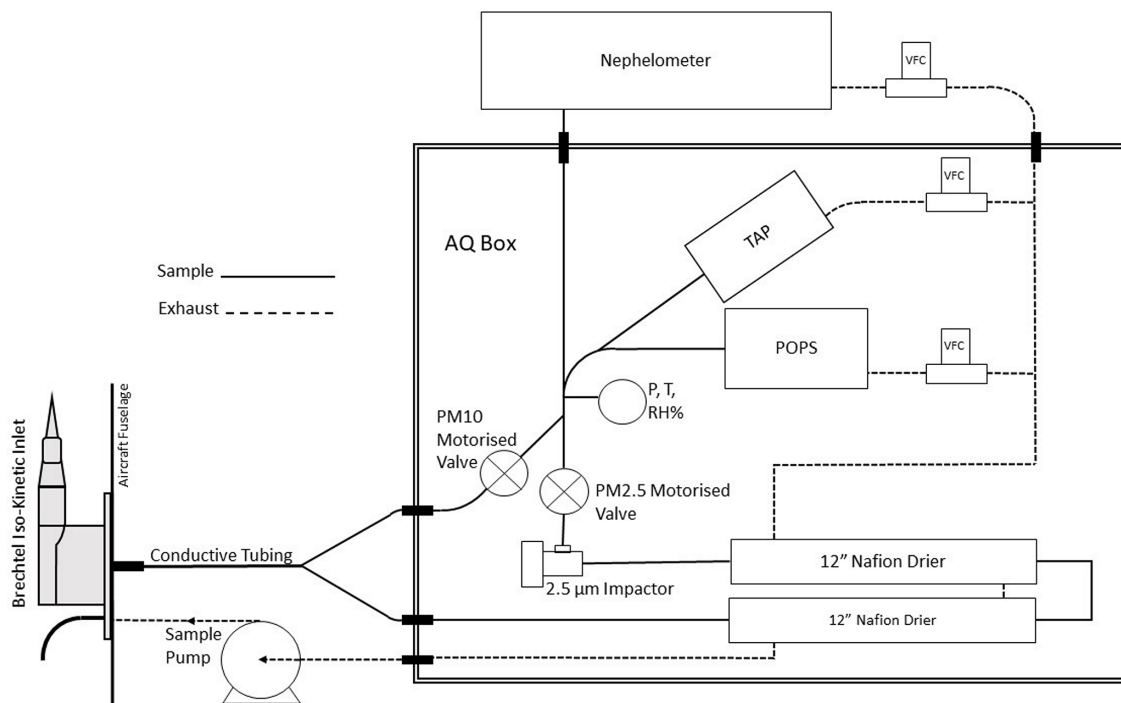 Nephelometer
VFC
VFC
TAP
AQ Box
Sample
Exhaust
VFC
POPS
P, T,
RH%
PM10
Motorised
Valve
PM2.5 Motorised
Valve
Brechtel Iso-Kinetic Inlet
Aircraft Fuselage
Conductive Tubing
12” Nafion Drier
2.5 µm Impactor
12” Nafion Drier
Sample
Pump